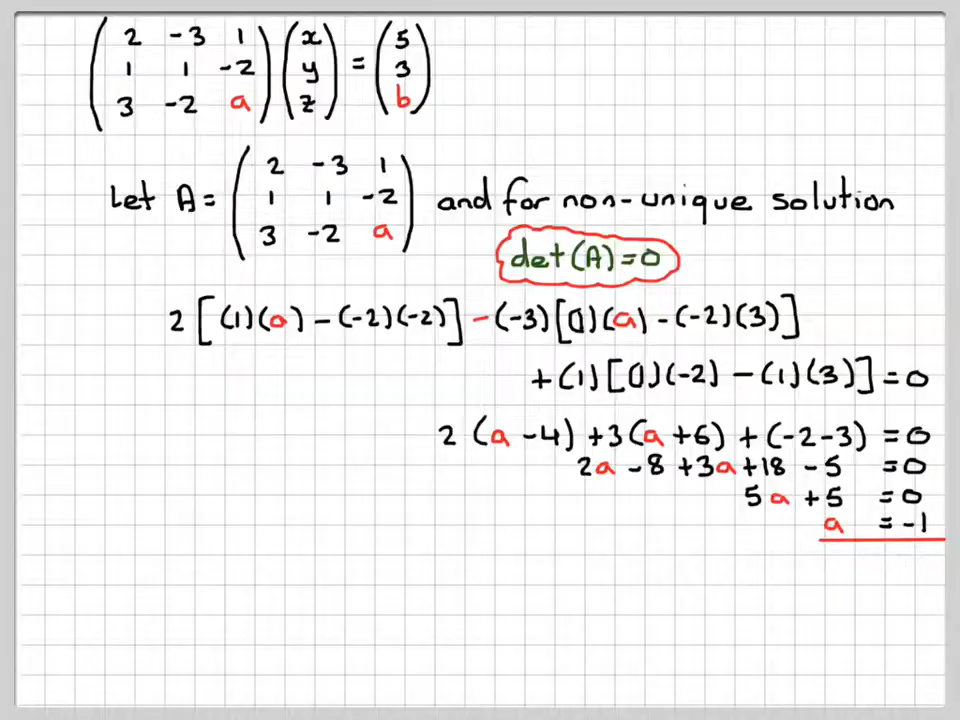 ( 2 -3 1 ) ( x ) = ( 5 )
( 1 1 -2 ) ( y ) ( 3 )
( 3 -2 a ) ( z ) ( b )
Let A = ( 2 -3 1 ; 1 1 -2 ; 3 -2 a ) and for non-unique solution
det(A)=0
2 [(1)(a) - (-2)(-2)] - (-3)[(1)(a) - (-2)(3)]
+(1)[(1)(-2) - (1)(3)] = 0
2(a - 4) + 3(a + 6) + (-2 - 3) = 0
2a - 8 + 3a + 18 - 5 = 0
5a + 5 = 0
a = -1